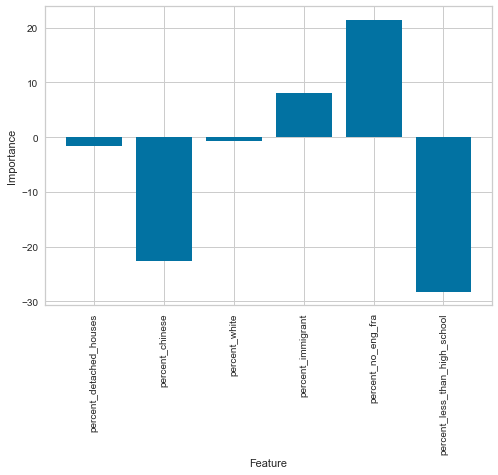 20
10
0
−10
−20
−30
Importance
percent_detached_houses
percent_chinese
percent_white
percent_immigrant
percent_no_eng_fra
percent_less_than_high_school
Feature